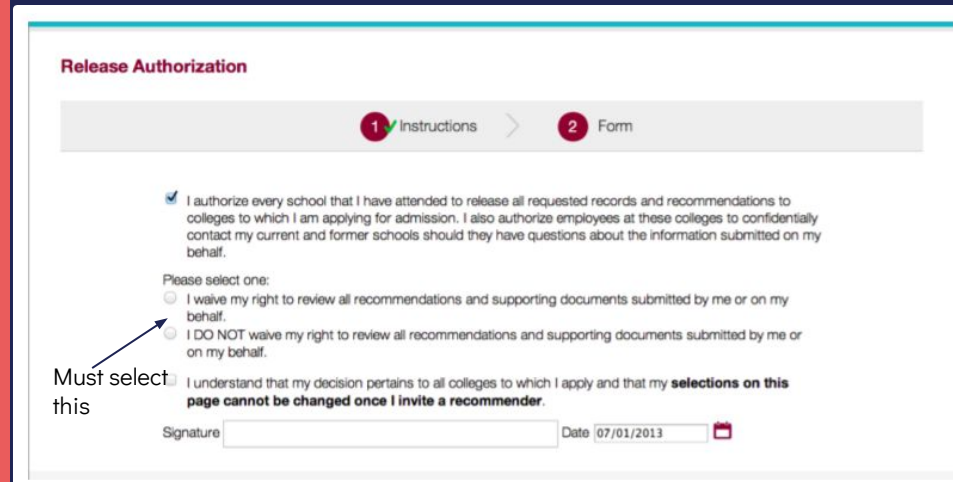 Release Authorization
1 Instructions 2 Form
I authorize every school that I have attended to release all requested records and recommendations to
colleges to which I am applying for admission. I also authorize employees at these colleges to confidentially
contact my current and former schools should they have questions about the information submitted on my
behalf.
Please select one:
I waive my right to review all recommendations and supporting documents submitted by me or on my
behalf.
I DO NOT waive my right to review all recommendations and supporting documents submitted by me or
on my behalf.
Must select
this
I understand that my decision pertains to all colleges to which I apply and that my selections on this
page cannot be changed once I invite a recommender.
Signature Date 07/01/2013